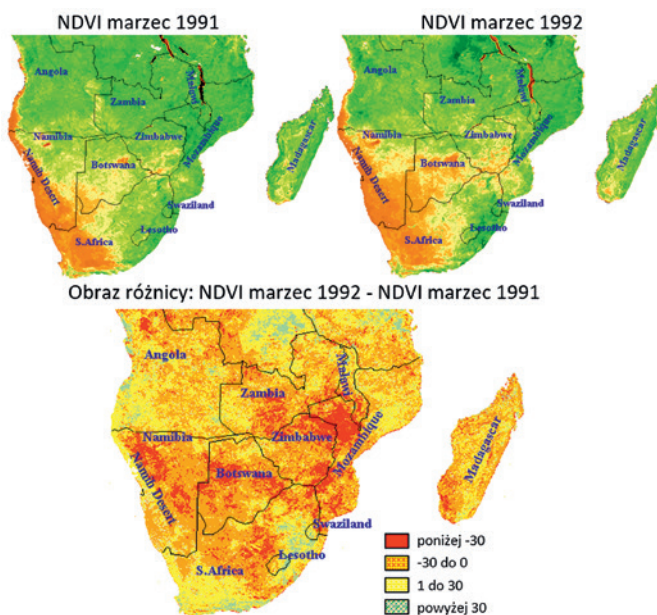 NDVI marzec 1991
NDVI marzec 1992
Angola
Zambia
Malawi
Namibia
Zimbabwe
Mozambique
Namib Desert
Botswana
Madagascar
Swaziland
Lesotho
S.Africa
Angola
Zambia
Malawi
Namibia
Zimbabwe
Mozambique
Namib Desert
Botswana
Madagascar
Swaziland
Lesotho
S.Africa
Obraz różnicy: NDVI marzec 1992 - NDVI marzec 1991
Angola
Zambia
Malawi
Namibia
Zimbabwe
Mozambique
Namib Desert
Botswana
Madagascar
Swaziland
Lesotho
S.Africa
poniżej -30
-30 do 0
1 do 30
powyżej 30